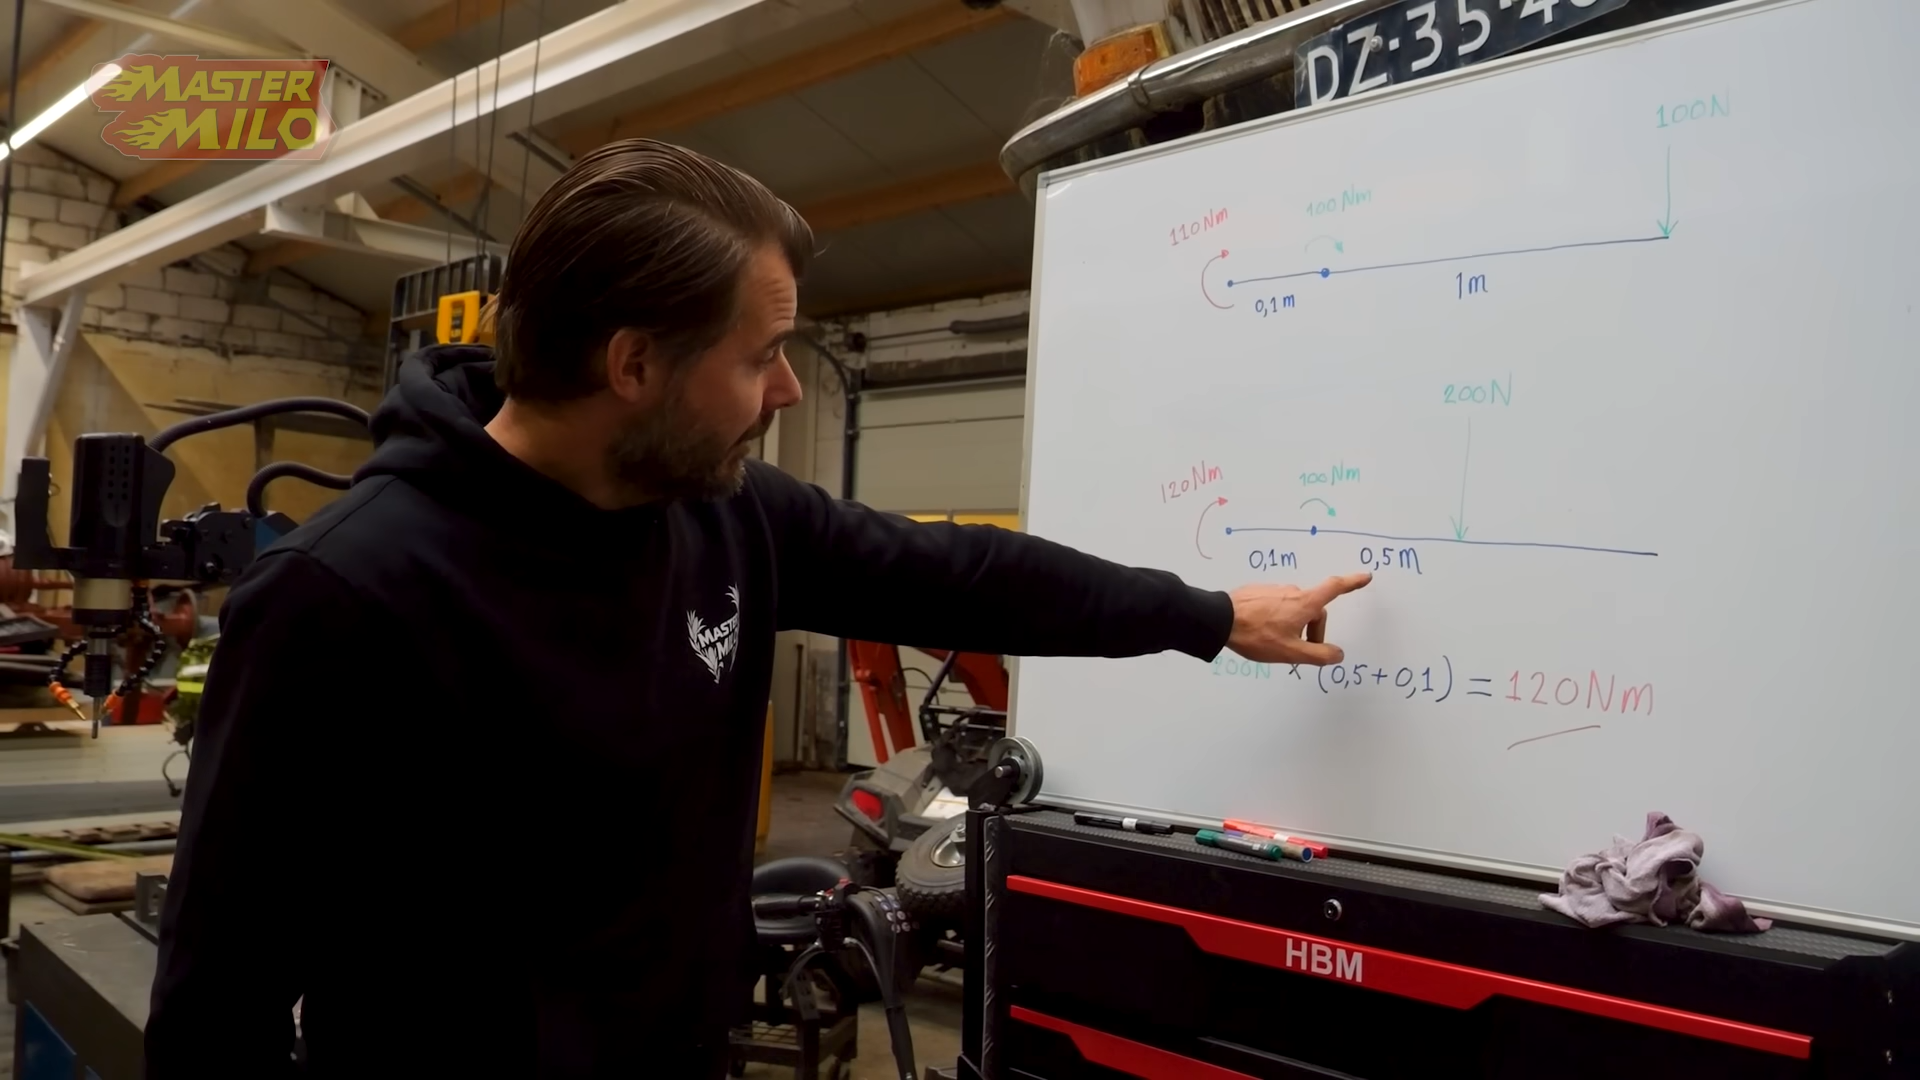 MASTER
MILO
DZ-35-4
100N
110Nm
100Nm
0,1m
1m
200N
120Nm
100Nm
0,1m
0,5m
200N × (0,5+0,1) = 120Nm
MASTER
MILO
HBM